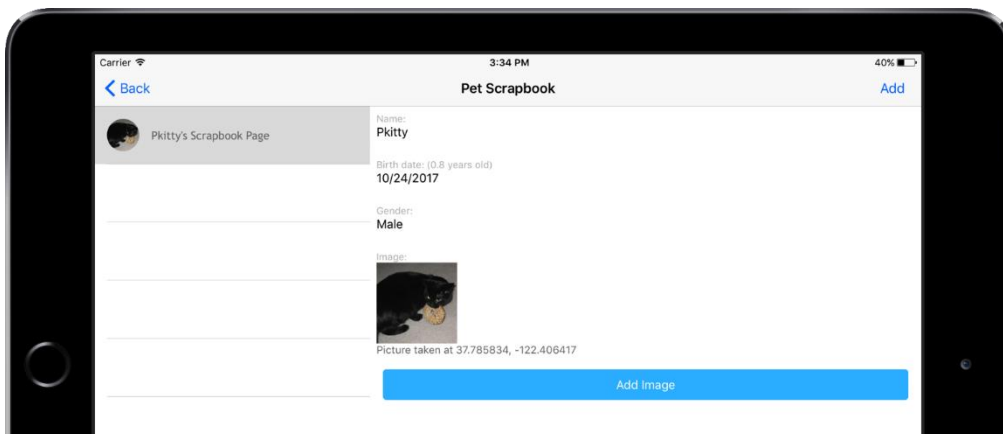 Carrier
3:34 PM
40%
Back
Pet Scrapbook
Add
Pkitty's Scrapbook Page
Name:
Pkitty
Birth date: (0.8 years old)
10/24/2017
Gender:
Male
Image:
Picture taken at 37.785834, -122.406417
Add Image